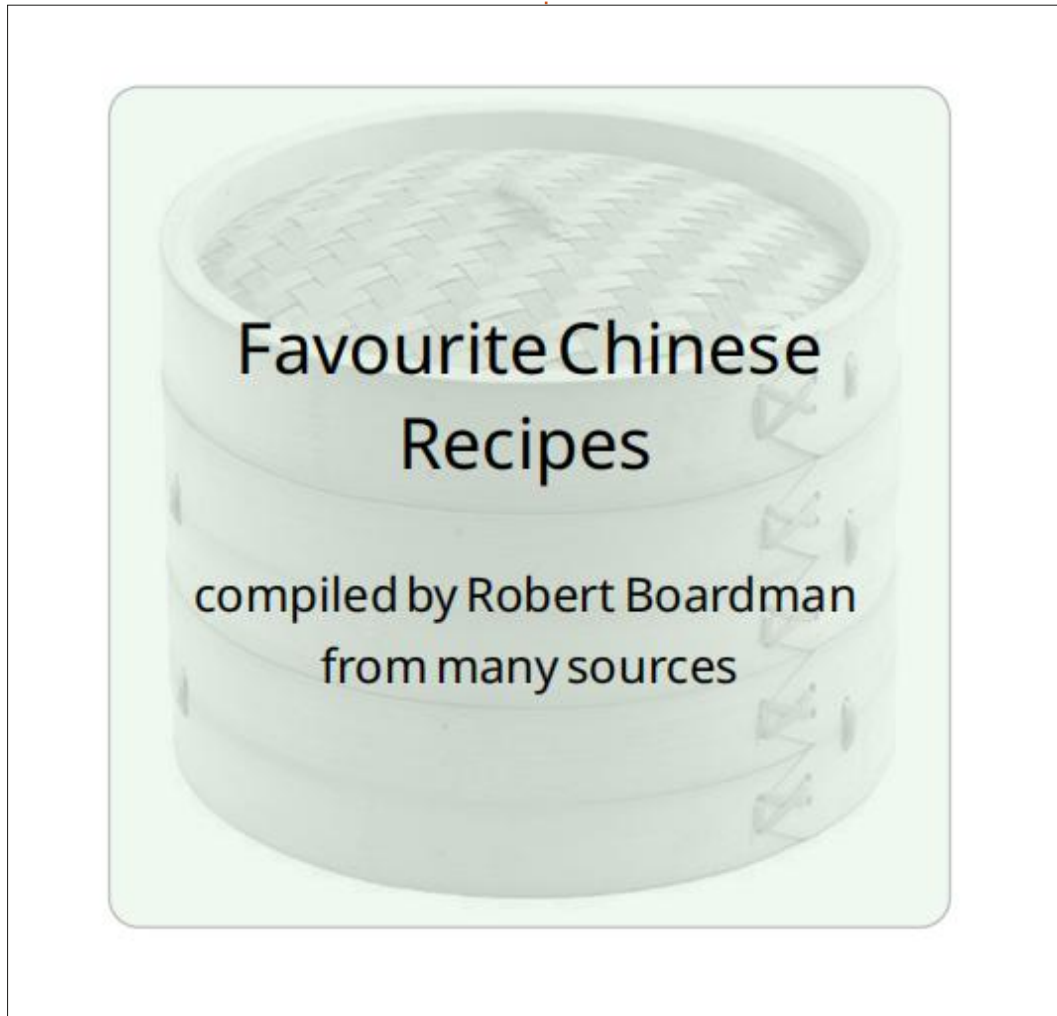 Favourite Chinese
Recipes
compiled by Robert Boardman
from many sources